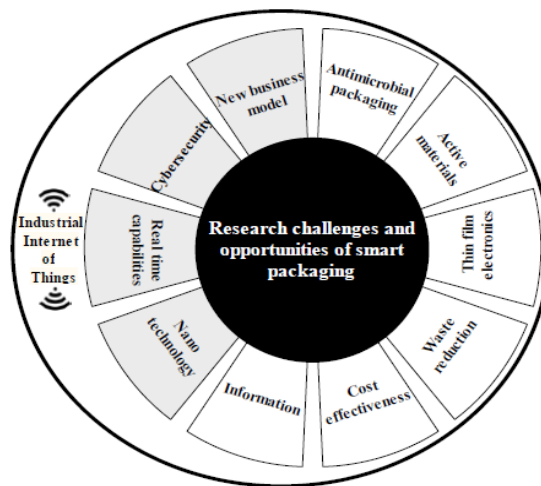 New business
model
Antimicrobial
packaging
Active
materials
Thin film
electronics
Waste
reduction
Cost
effectiveness
Information
Nano
technology
Real time
capabilities
Cybersecurity
Industrial
Internet
of
Things
Research challenges and
opportunities of smart
packaging